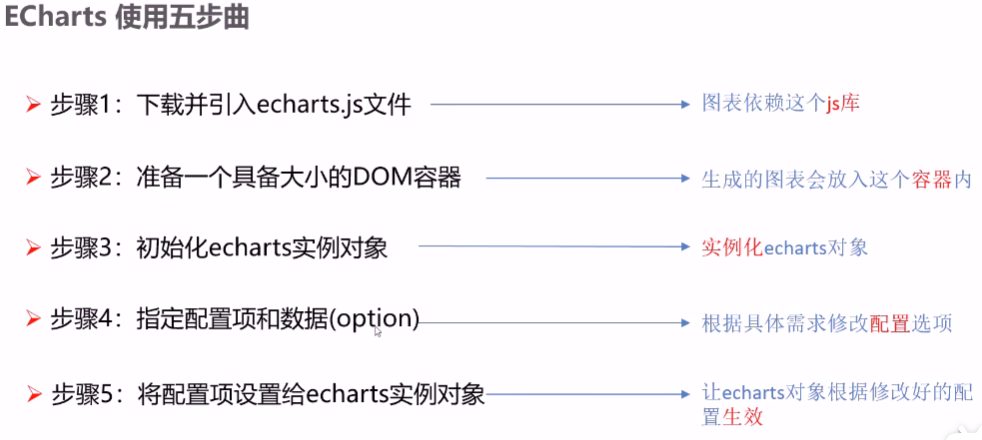 ECharts 使用五步曲
步骤1：下载并引入echarts.js文件
图表依赖这个js库
步骤2：准备一个具备大小的DOM容器
生成的图表会放入这个容器内
步骤3：初始化echarts实例对象
实例化echarts对象
步骤4：指定配置项和数据(option)
根据具体需求修改配置选项
步骤5：将配置项设置给echarts实例对象
让echarts对象根据修改好的配
置生效